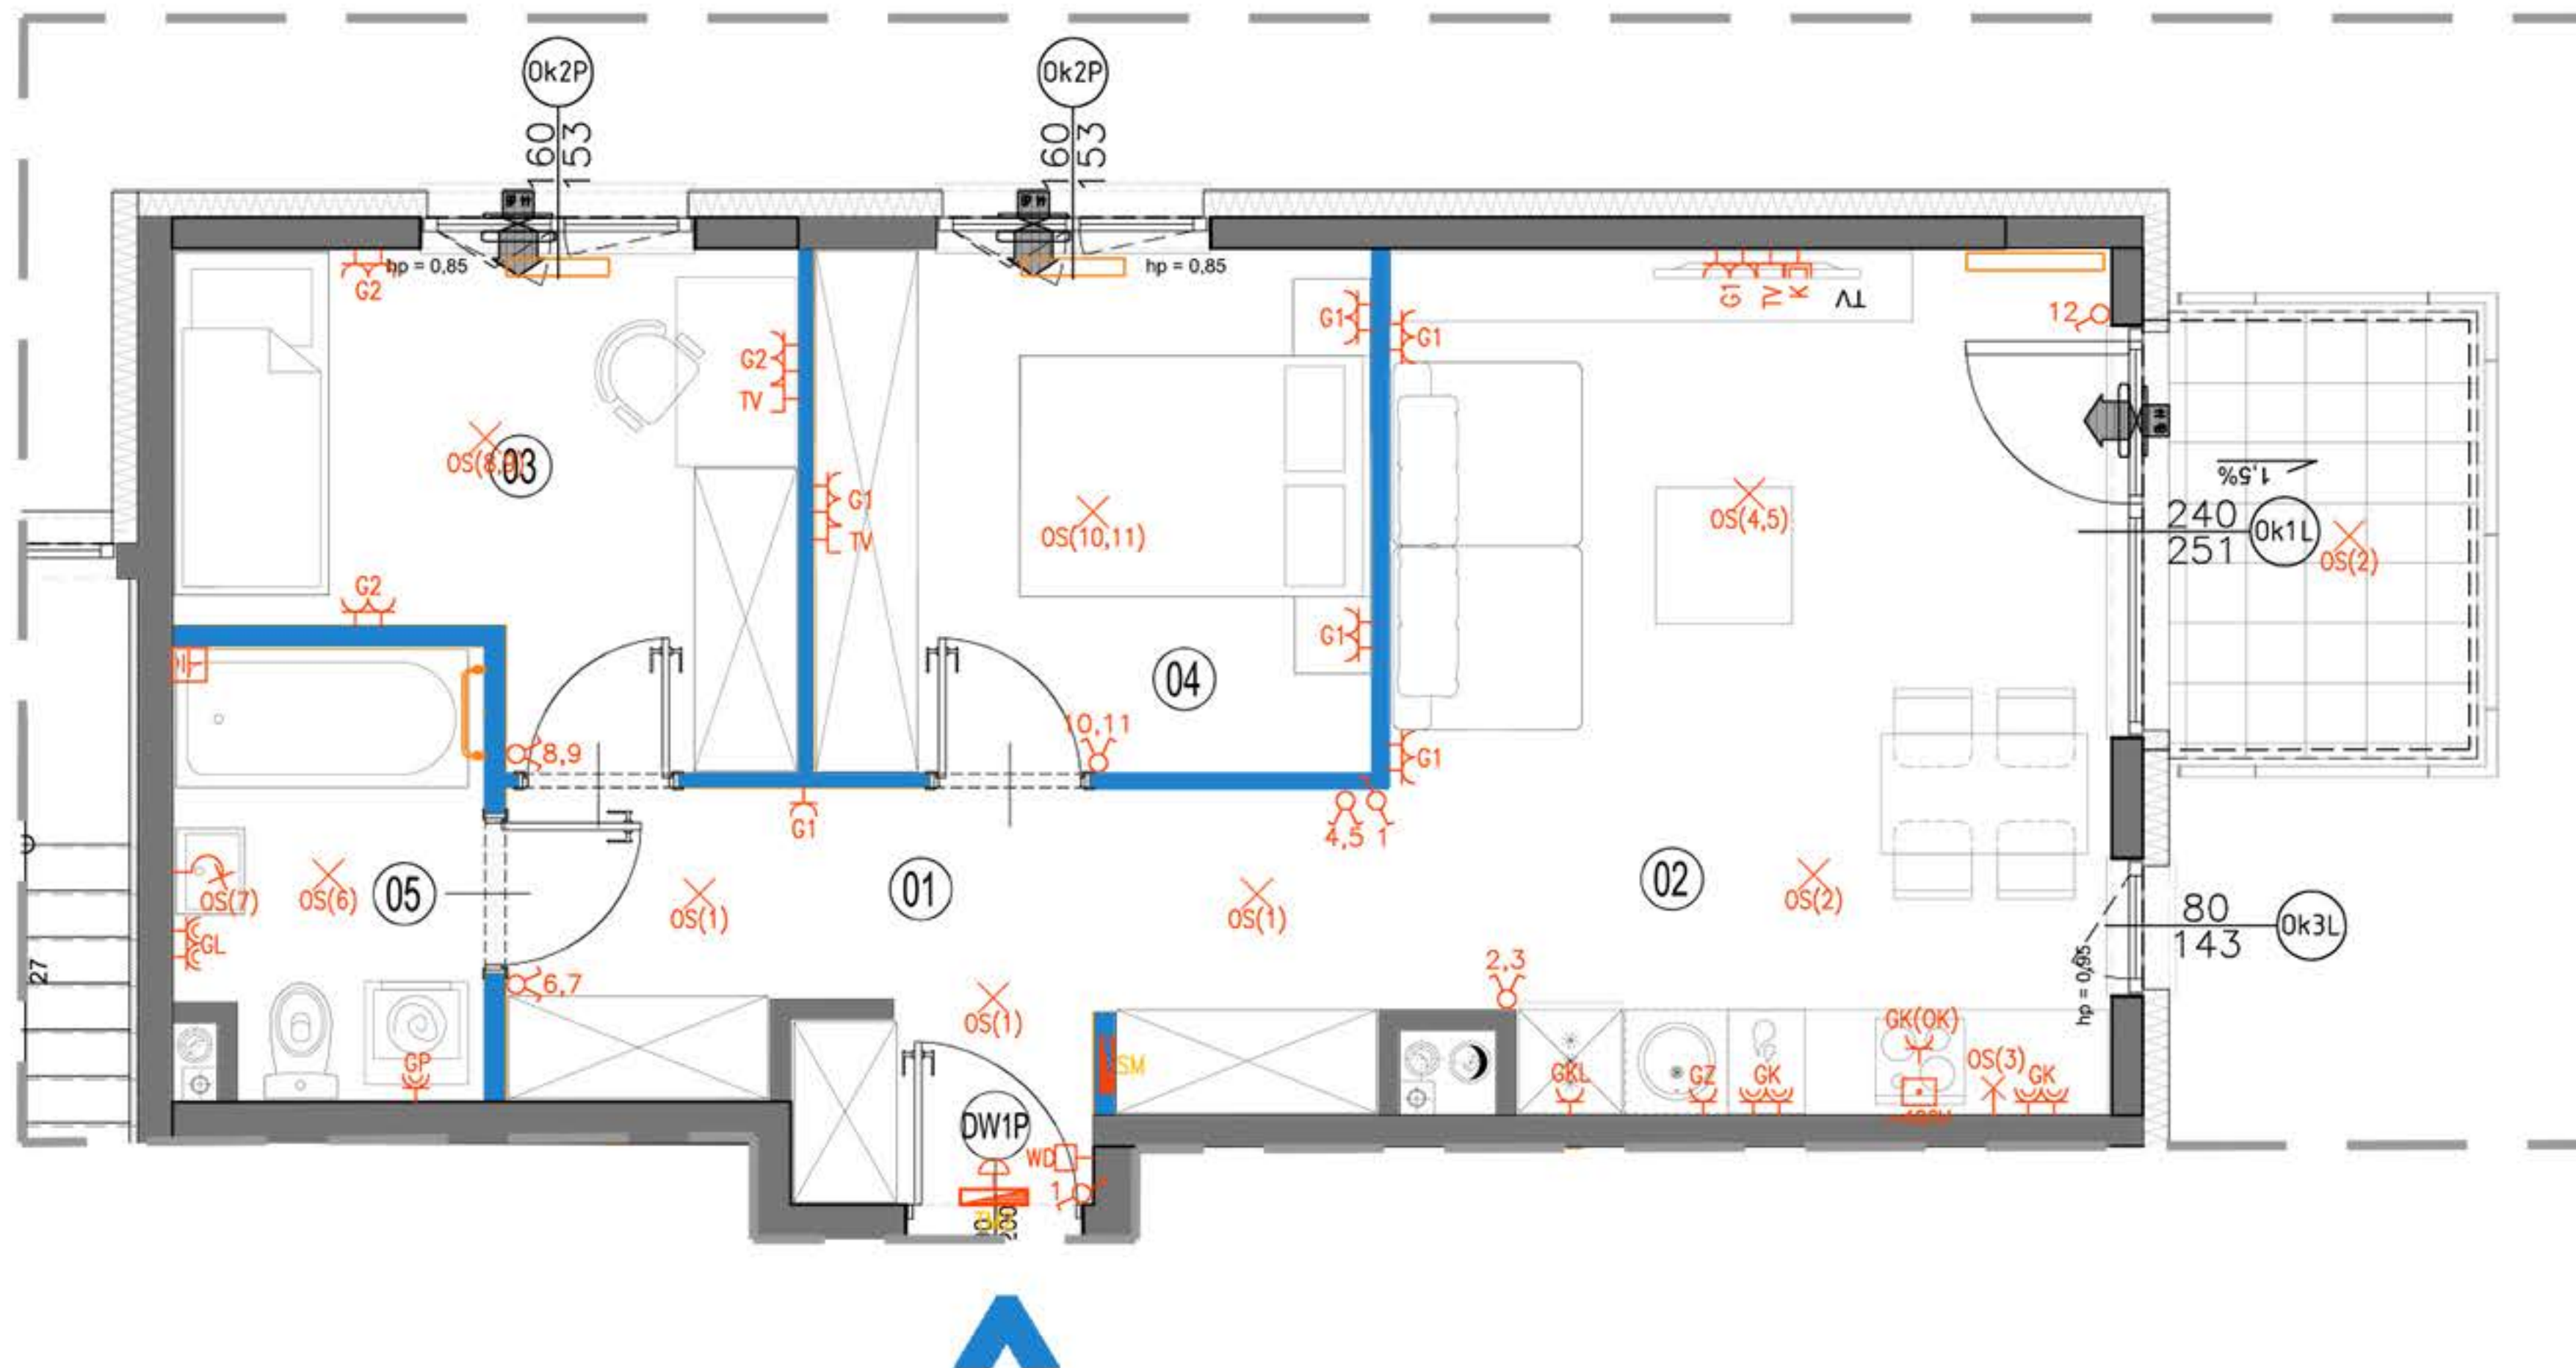 Ok2P
Ok2P
160
153
160
153
hp = 0,85
hp = 0,85
G2
G1
TV
K
TV
12
G1
G1
G2
TV
OS(8,9)
03
G1
TV
OS(10,11)
OS(4,5)
1,5%
240
251
Ok1L
OS(2)
G2
G1
04
10,11
8,9
G1
G1
4,5
1
OS(7)
OS(6)
05
OS(1)
01
OS(1)
02
OS(2)
80
143
Ok3L
GL
27
6,7
2,3
hp = 0,95
OS(1)
GP
SM
GKL
GZ
GK
GK(OK)
OS(3)
GK
DW1P
WD
1